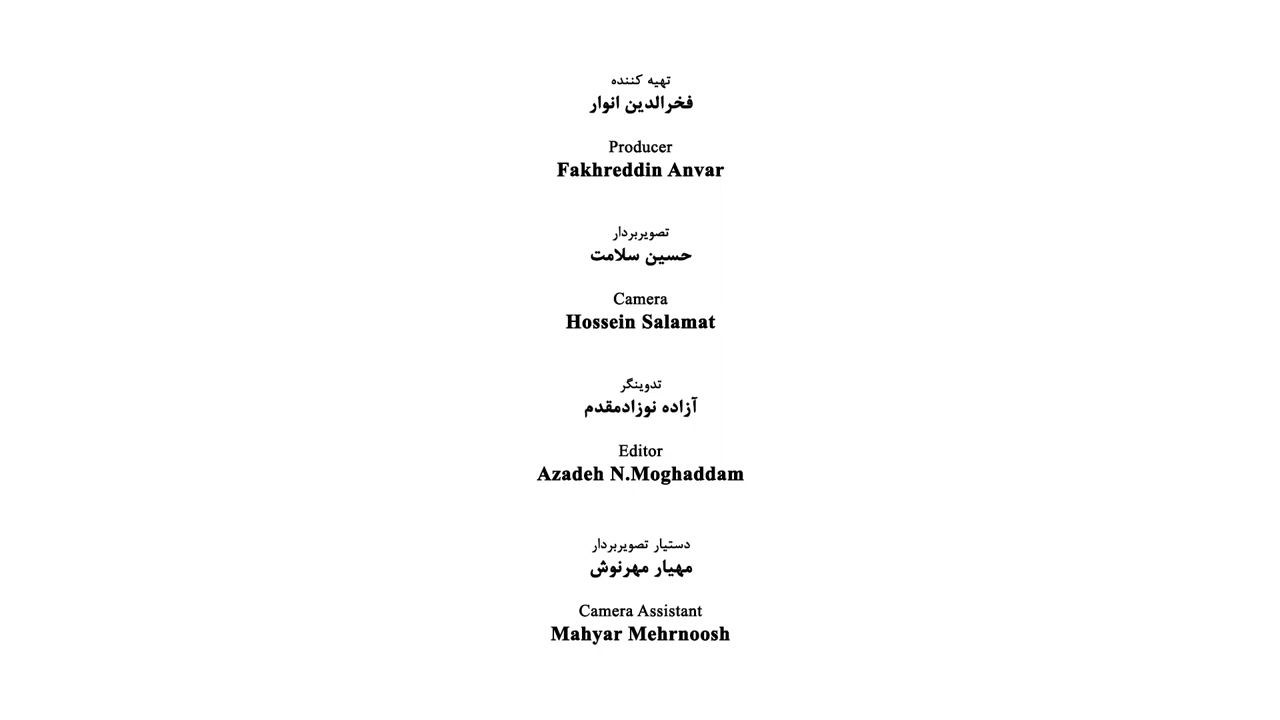 تهیه کننده
فخرالدین انوار
Producer
Fakhreddin Anvar
تصویربردار
حسین سلامت
Camera
Hossein Salamat
تدوینگر
آزاده نوزادمقدم
Editor
Azadeh N.Moghaddam
دستیار تصویربردار
مهیار مهرنوش
Camera Assistant
Mahyar Mehrnoosh